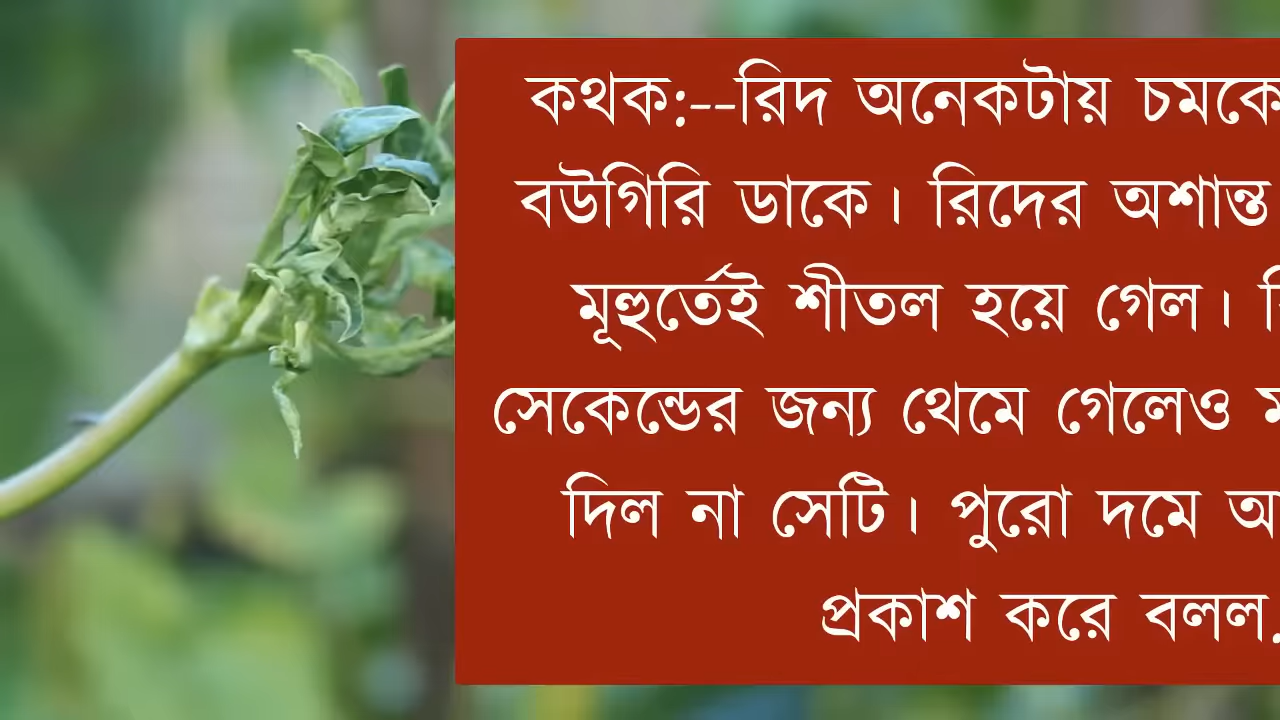 কথক:--রিদ অনেকটায় চমকে
বউগিরি ডাকে। রিদের অশান্ত
মূহুর্তেই শীতল হয়ে গেল।
সেকেন্ডের জন্য থেমে গেলেও
দিল না সেটি। পুরো দমে
প্রকাশ করে বলল